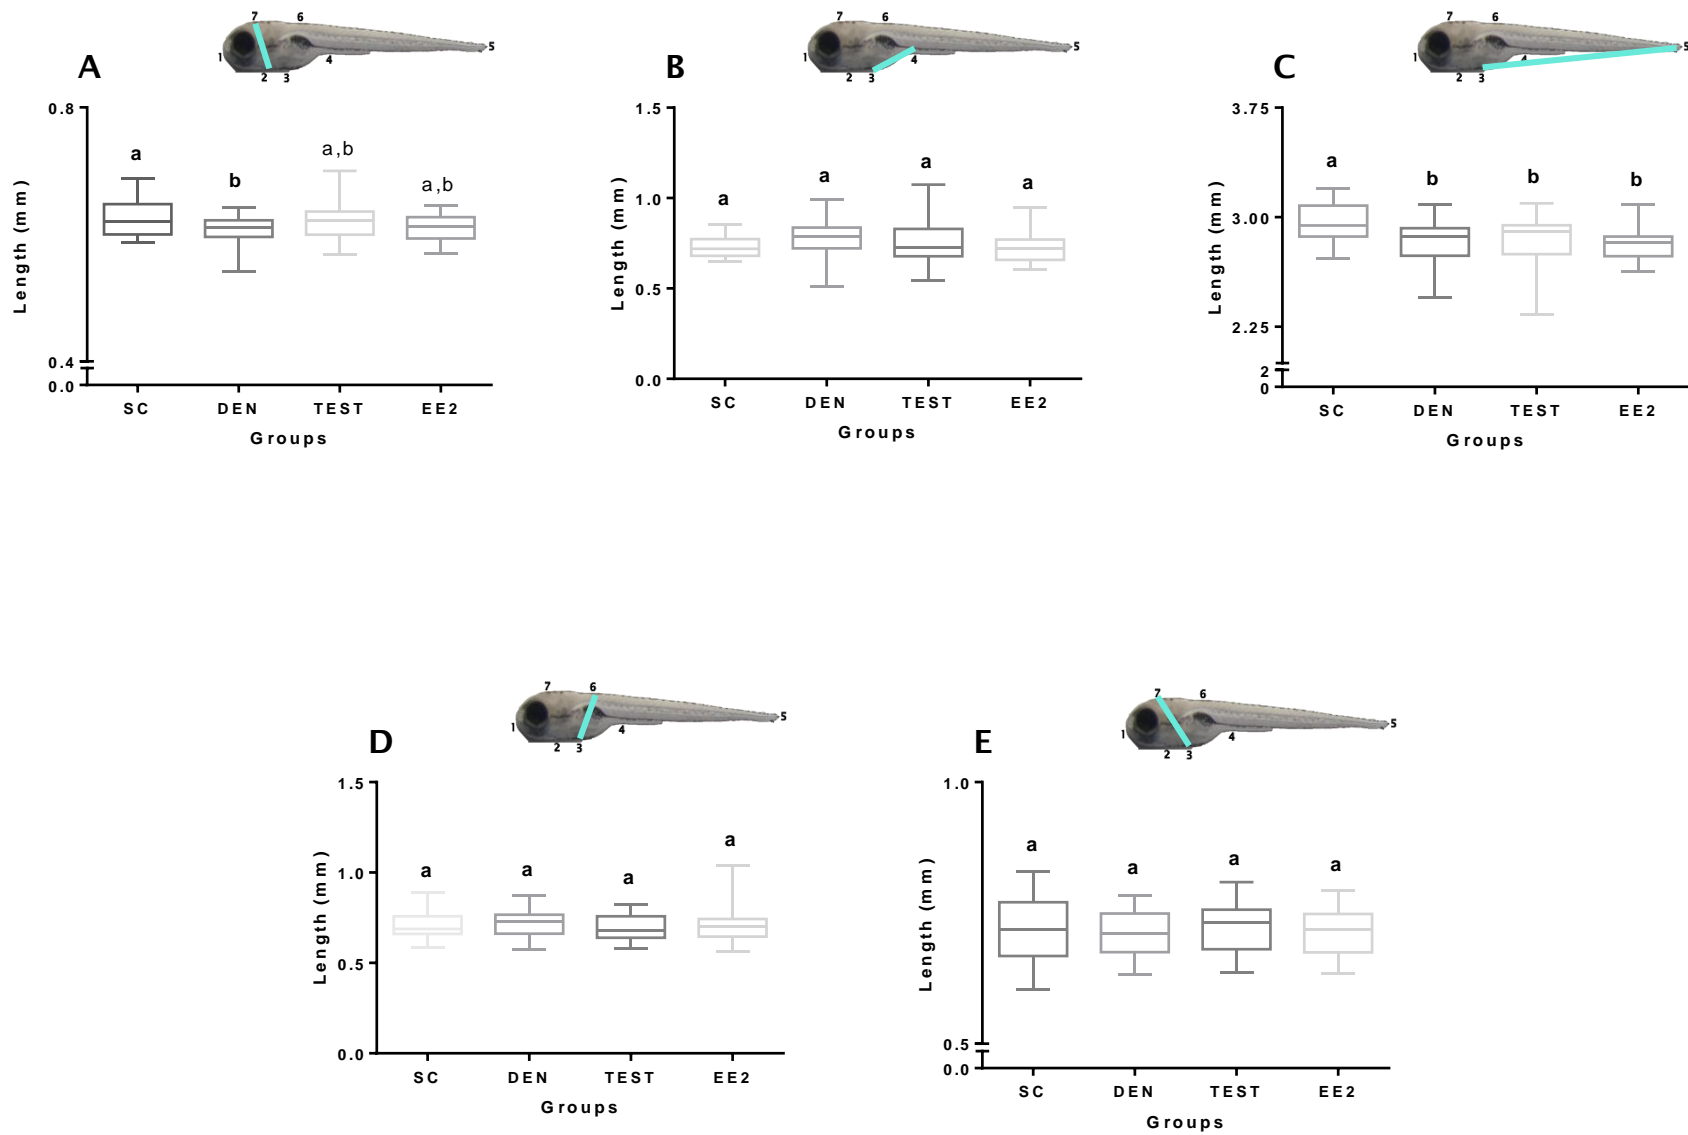 7 6
1 5
A 2 3 4
0.8
a b a,b a,b
Length (mm)
0.4
0.0
SC DEN TEST EE2
Groups
7 6
1 5
B 2 3 4
1.5
a a a a
1.0
Length (mm)
0.5
0.0
SC DEN TEST EE2
Groups
7 6
1 5
C 2 3 4
3.75
a b b b
3.00
Length (mm)
2.25
2
0
SC DEN TEST EE2
Groups
7 6
1 5
D 2 3 4
1.5
a a a a
1.0
Length (mm)
0.5
0.0
SC DEN TEST EE2
Groups
7 6
1 5
E 2 3 4
1.0
a a a a
Length (mm)
0.5
0.0
SC DEN TEST EE2
Groups